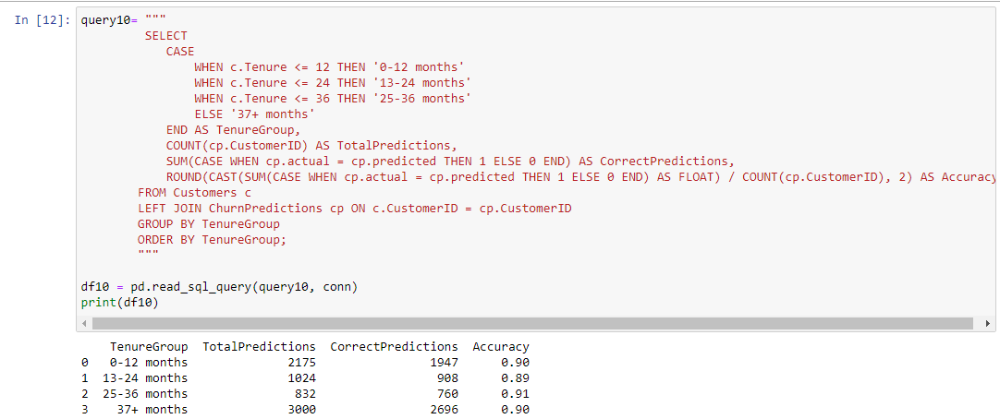 In [12]: query10= """
SELECT
CASE
WHEN c.Tenure <= 12 THEN '0-12 months'
WHEN c.Tenure <= 24 THEN '13-24 months'
WHEN c.Tenure <= 36 THEN '25-36 months'
ELSE '37+ months'
END AS TenureGroup,
COUNT(cp.CustomerID) AS TotalPredictions,
SUM(CASE WHEN cp.actual = cp.predicted THEN 1 ELSE 0 END) AS CorrectPredictions,
ROUND(CAST(SUM(CASE WHEN cp.actual = cp.predicted THEN 1 ELSE 0 END) AS FLOAT) / COUNT(cp.CustomerID), 2) AS Accuracy
FROM Customers c
LEFT JOIN ChurnPredictions cp ON c.CustomerID = cp.CustomerID
GROUP BY TenureGroup
ORDER BY TenureGroup;
"""
df10 = pd.read_sql_query(query10, conn)
print(df10)
TenureGroup TotalPredictions CorrectPredictions Accuracy
0 0-12 months 2175 1947 0.90
1 13-24 months 1024 908 0.89
2 25-36 months 832 760 0.91
3 37+ months 3000 2696 0.90